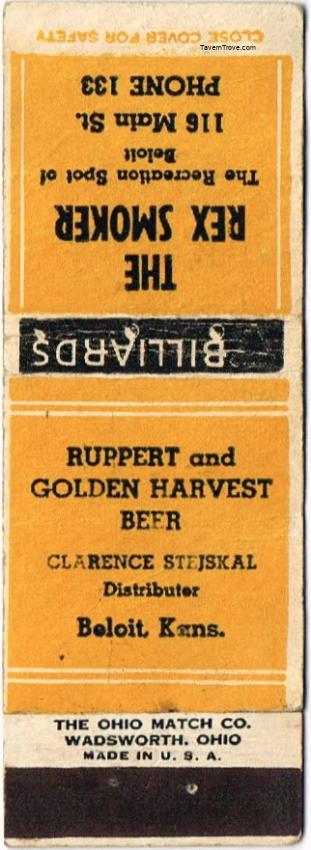 CLOSE COVER FOR SAFETY
TavernTrove.com
THE
REX SMOKER
The Recreation Spot of
Beloit
116 Main St.
PHONE 133
BILLIARDS
RUPPERT and
GOLDEN HARVEST
BEER
CLARENCE STEJSKAL
Distributor
Beloit, Kans.
THE OHIO MATCH CO.
WADSWORTH, OHIO
MADE IN U. S. A.